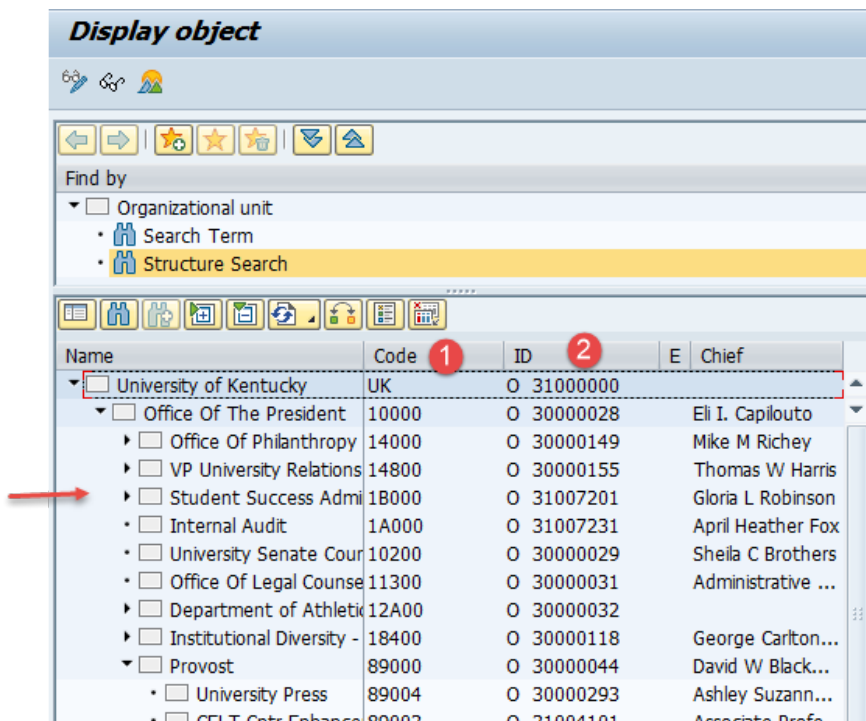 Display object
Find by
Organizational unit
Search Term
Structure Search
Name Code 1 ID 2 E Chief
University of Kentucky UK O 31000000
Office Of The President 10000 O 30000028 Eli I. Capilouto
Office Of Philanthropy 14000 O 30000149 Mike M Richey
VP University Relations 14800 O 30000155 Thomas W Harris
Student Success Admi 1B000 O 31007201 Gloria L Robinson
Internal Audit 1A000 O 31007231 April Heather Fox
University Senate Cour 10200 O 30000029 Sheila C Brothers
Office Of Legal Counse 11300 O 30000031 Administrative ...
Department of Athletic 12A00 O 30000032
Institutional Diversity - 18400 O 30000118 George Carlton...
Provost 89000 O 30000044 David W Black...
University Press 89004 O 30000293 Ashley Suzann...